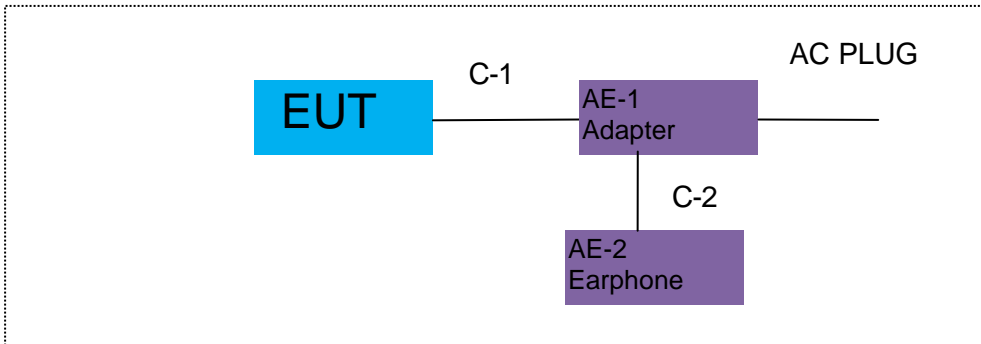 AC PLUG
C-1
EUT
AE-1
Adapter
C-2
AE-2
Earphone